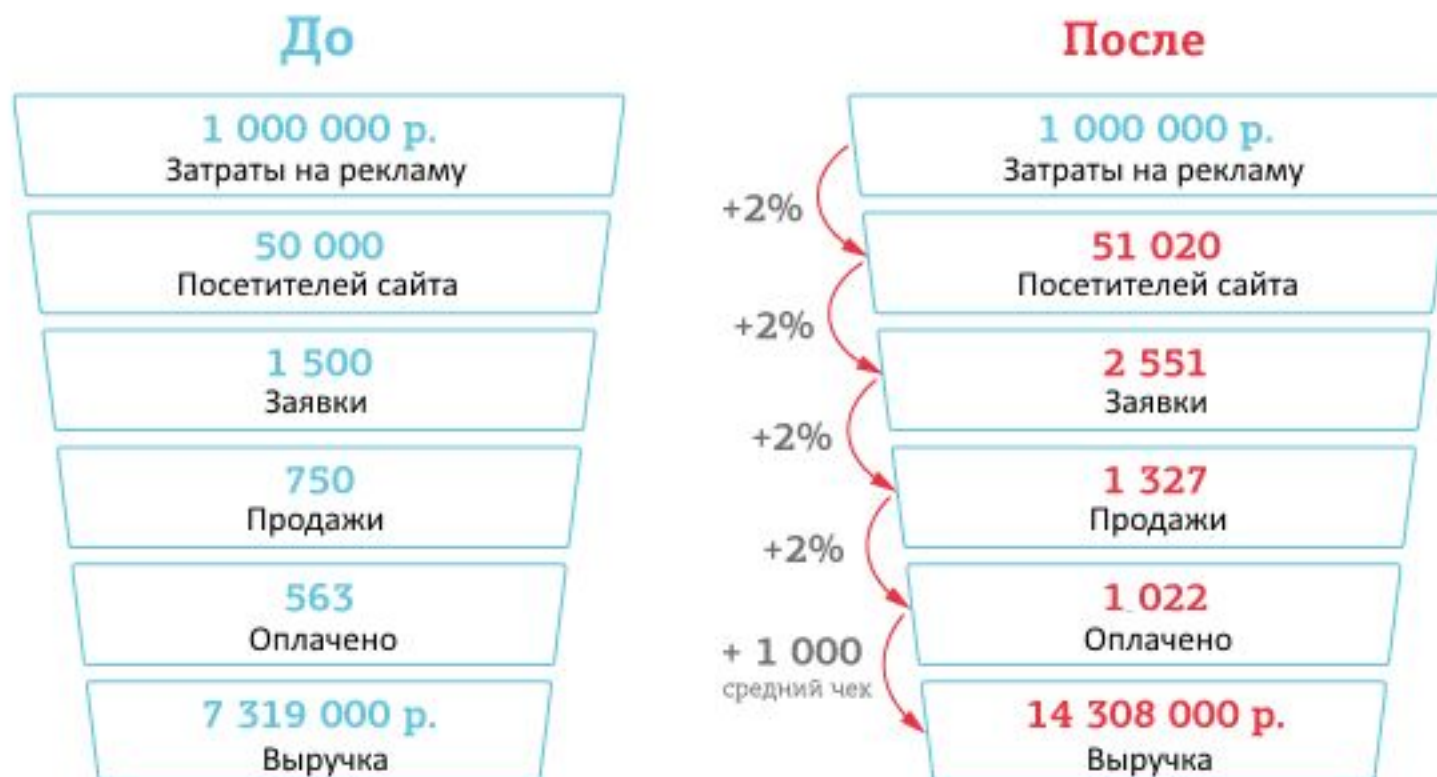 До
1 000 000 р.
Затраты на рекламу
50 000
Посетителей сайта
1 500
Заявки
750
Продажи
563
Оплачено
7 319 000 р.
Выручка
После
1 000 000 р.
Затраты на рекламу
+2%
51 020
Посетителей сайта
+2%
2 551
Заявки
+2%
1 327
Продажи
+2%
1 022
Оплачено
+ 1 000
средний чек
14 308 000 р.
Выручка